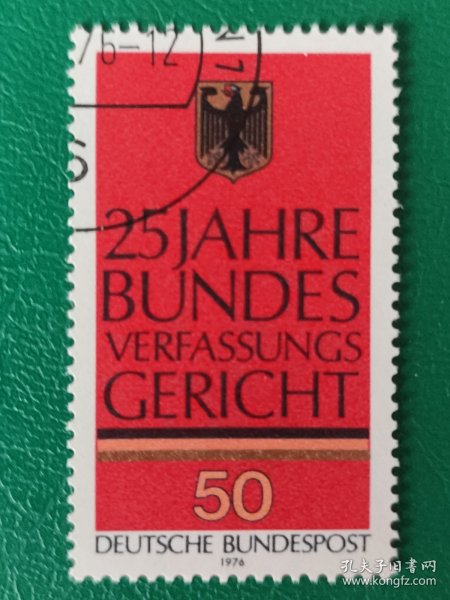 76-12
25 JAHRE
BUNDES
VERFASSUNGS
GERICHT
50
DEUTSCHE BUNDESPOST
1976
孔夫子旧书网
www.kongfz.com